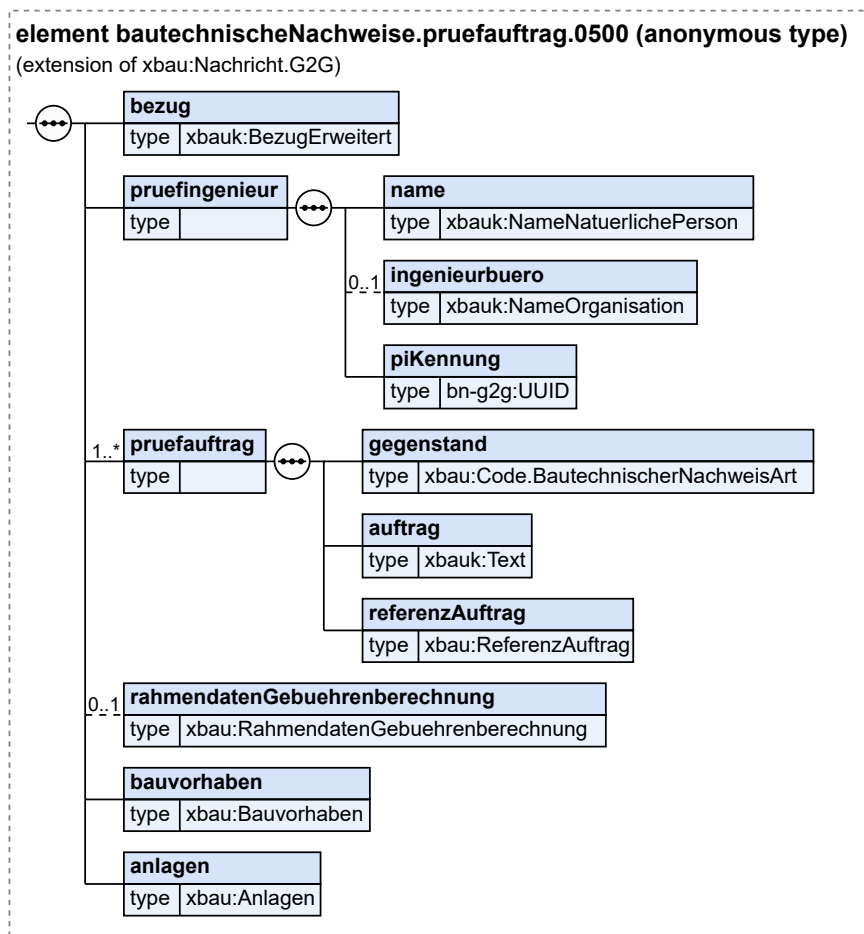 element bautechnischeNachweise.pruefauftrag.0500 (anonymous type)
(extension of xbau:Nachricht.G2G)
bezug
type xbauk:BezugErweitert
pruefingenieur
type
name
type xbauk:NameNatuerlichePerson
0..1
ingenieurbuero
type xbauk:NameOrganisation
piKennung
type bn-g2g:UUID
1..*
pruefauftrag
type
gegenstand
type xbau:Code.BautechnischerNachweisArt
auftrag
type xbauk:Text
referenzAuftrag
type xbau:ReferenzAuftrag
0..1
rahmendatenGebuehrenberechnung
type xbau:RahmendatenGebuehrenberechnung
bauvorhaben
type xbau:Bauvorhaben
anlagen
type xbau:Anlagen